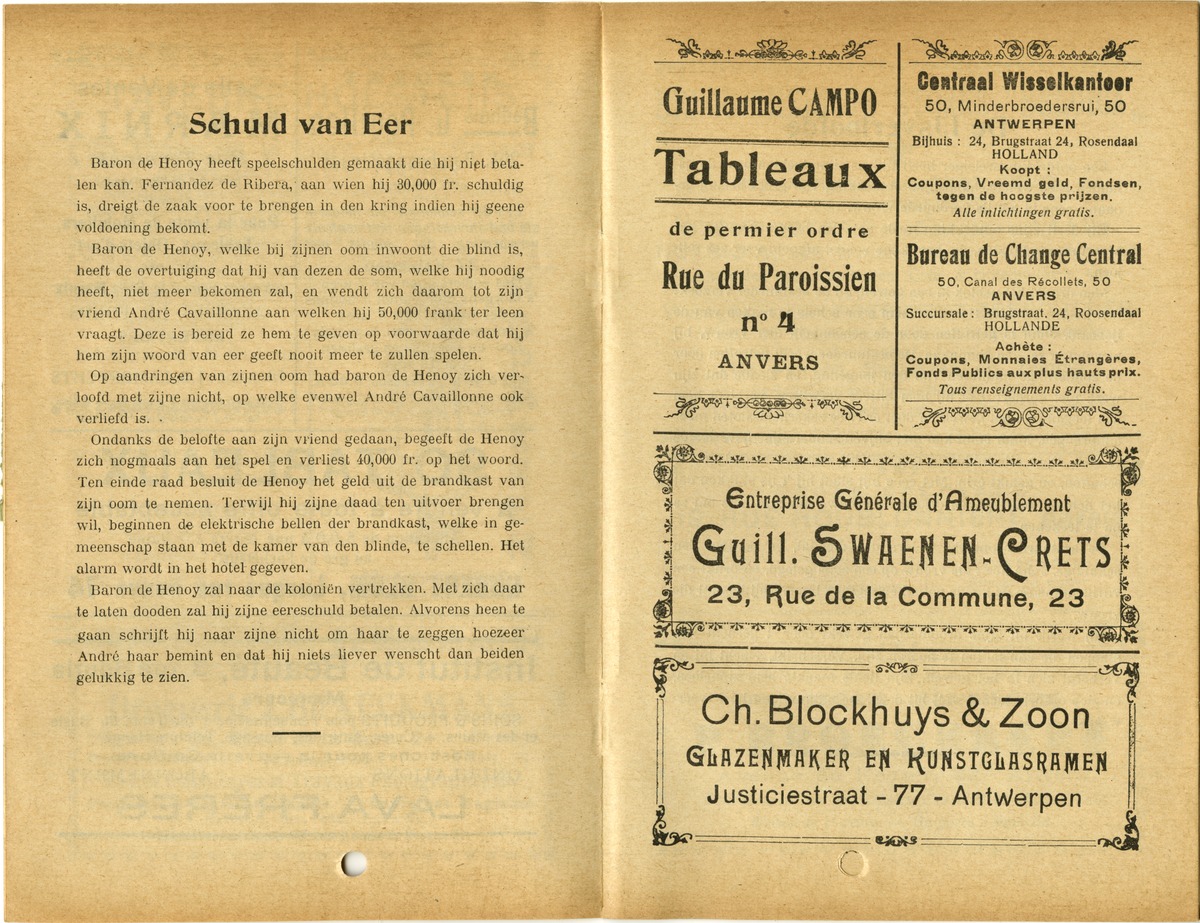 Schuld van Eer
Baron de Henoy heeft speelschulden gemaakt die hij niet beta-
len kan. Fernandez de Ribera, aan wien hij 30,000 fr. schuldig
is, dreigt de zaak voor te brengen in den kring indien hij geene
voldoening bekomt.
Baron de Henoy, welke bij zijnen oom inwoont die blind is,
heeft de overtuiging dat hij van dezen de som, welke hij noodig
heeft, niet meer bekomen zal, en wendt zich daarom tot zijn
vriend André Cavaillonne aan welken hij 50,000 frank ter leen
vraagt. Deze is bereid ze hem te geven op voorwaarde dat hij
hem zijn woord van eer geeft nooit meer te zullen spelen.
Op aandringen van zijnen oom had baron de Henoy zich ver-
loofd met zijne nicht, op welke evenwel André Cavaillonne ook
verliefd is.
Ondanks de belofte aan zijn vriend gedaan, begeeft de Henoy
zich nogmaals aan het spel en verliest 40,000 fr. op het woord.
Ten einde raad besluit de Henoy het geld uit de brandkast van
zijn oom te nemen. Terwijl hij zijne daad ten uitvoer brengen
wil, beginnen de elektrische bellen der brandkast, welke in ge-
meenschap staan met de kamer van den blinde, te schellen. Het
alarm wordt in het hotel gegeven.
Baron de Henoy zal naar de koloniën vertrekken. Met zich daar
te laten dooden zal hij zijne eereschuld betalen. Alvorens heen te
gaan schrijft hij naar zijne nicht om haar te zeggen hoezeer
André haar bemint en dat hij niets liever wenscht dan beiden
gelukkig te zien.
Guillaume CAMPO
Tableaux
de permier ordre
Rue du Paroissien
nº 4
ANVERS
Centraal Wisselkantoor
50, Minderbroedersrui, 50
ANTWERPEN
Bijhuis : 24, Brugstraat 24, Rosendaal
HOLLAND
Koopt :
Coupons, Vreemd geld, Fondsen,
tegen de hoogste prijzen.
Alle inlichtingen gratis.
Bureau de Change Central
50, Canal des Récollets, 50
ANVERS
Succursale : Brugstraat, 24, Roosendaal
HOLLANDE
Achète :
Coupons, Monnaies Étrangères,
Fonds Publics aux plus hauts prix.
Tous renseignements gratis.
Entreprise Générale d'Ameublement
Guill. SWAENEN-CRETS
23, Rue de la Commune, 23
Ch. Blockhuys & Zoon
GLAZENMAKER EN KUNSTGLASRAMEN
Justiciestraat - 77 - Antwerpen